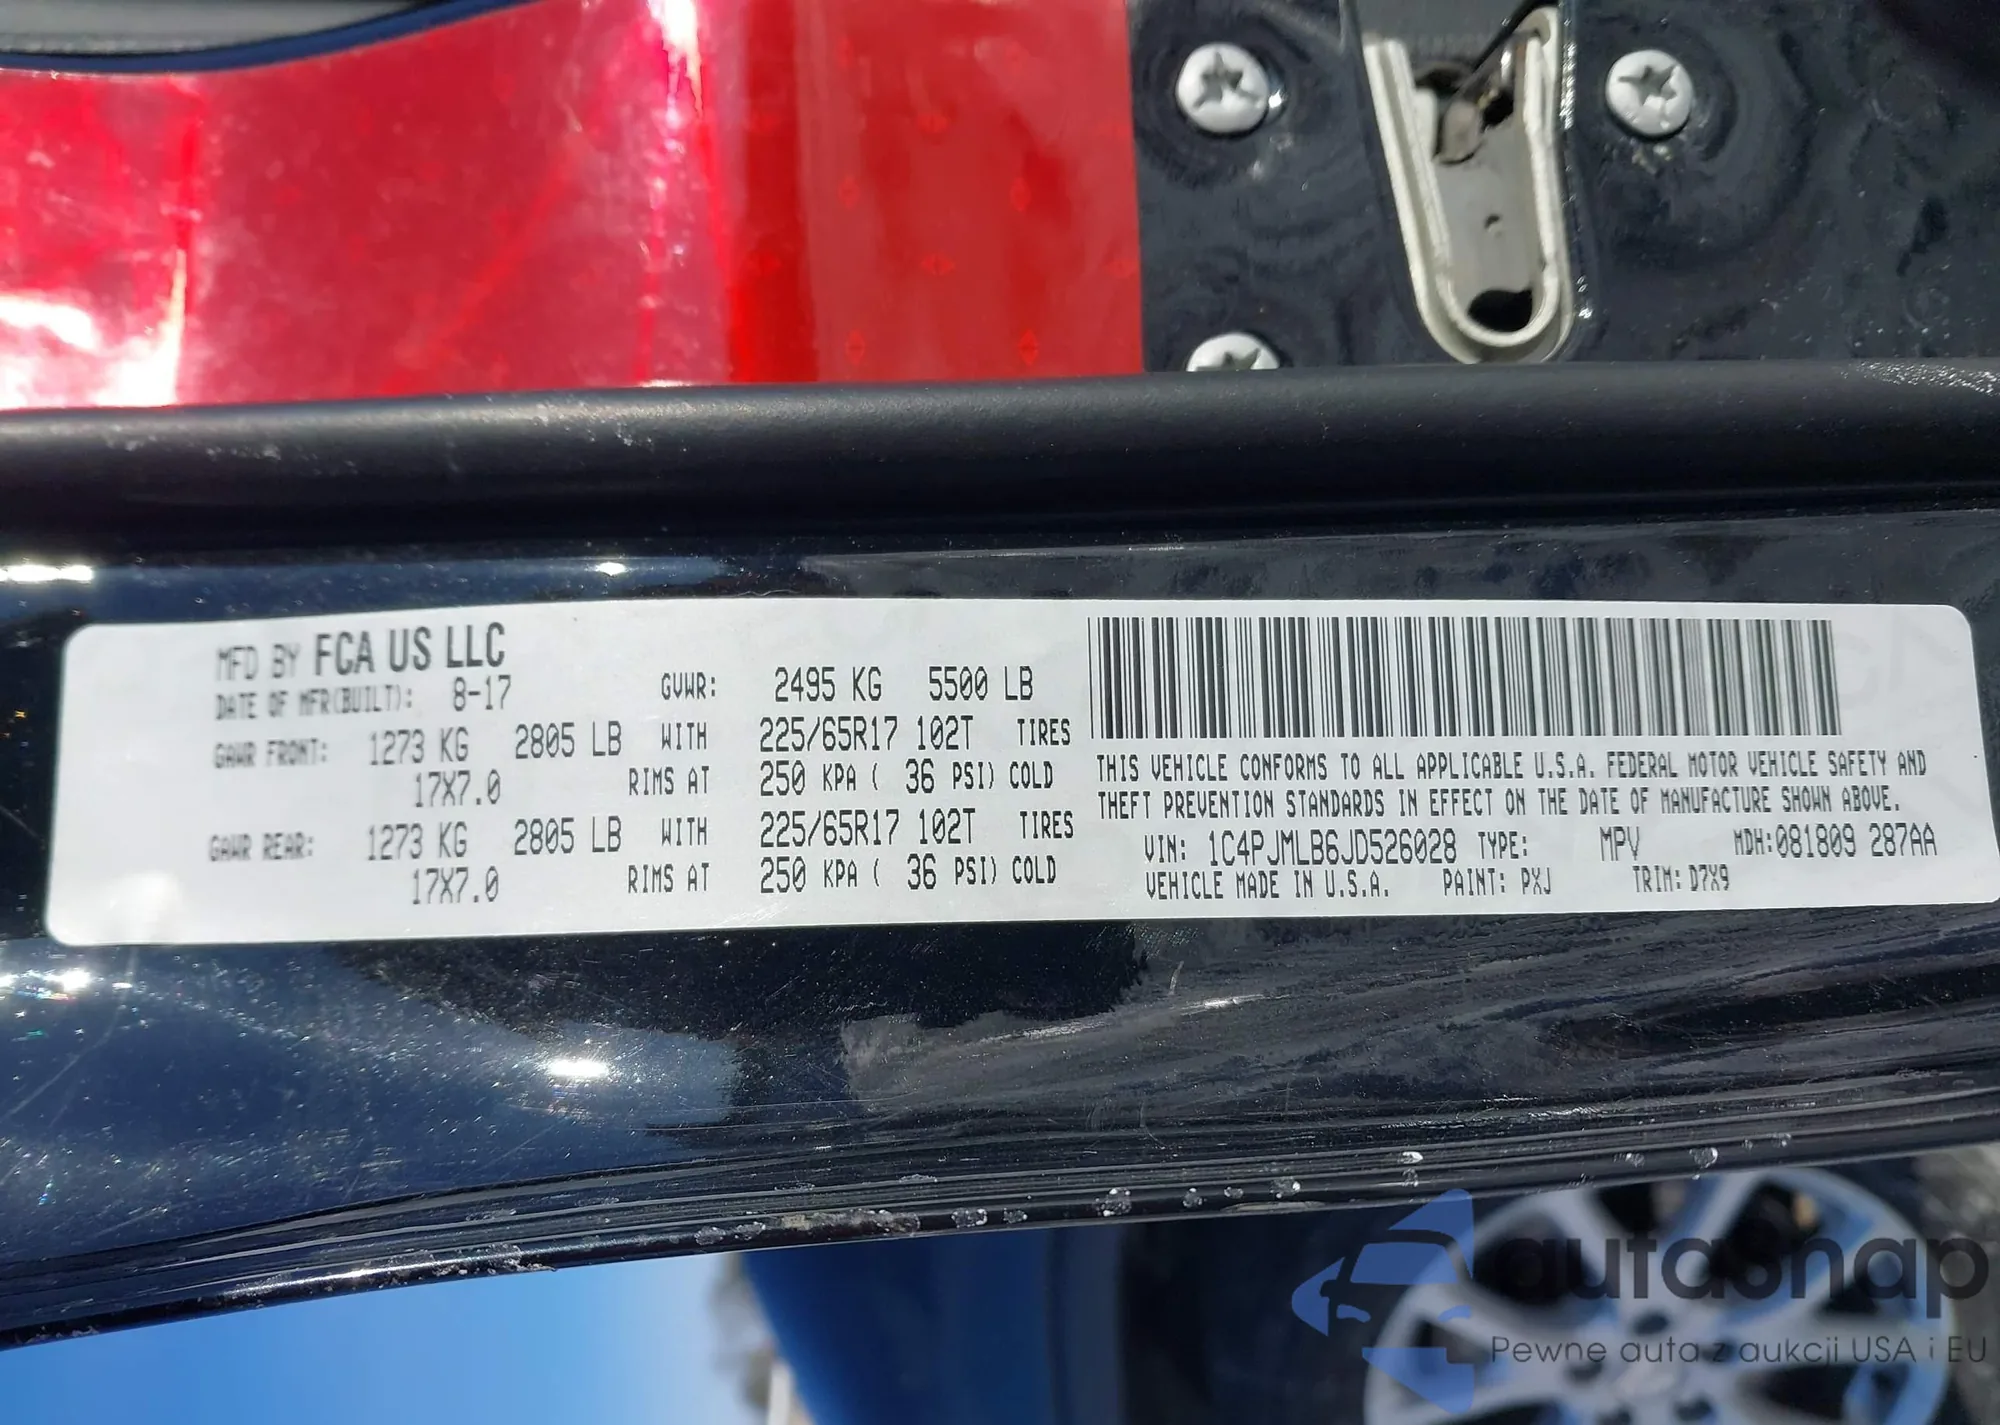 MFD BY FCA US LLC
DATE OF MFR(BUILT): 8-17 GVWR: 2495 KG 5500 LB
GAWR FRONT: 1273 KG 2805 LB WITH 225/65R17 102T TIRES
17X7.0 RIMS AT 250 KPA ( 36 PSI) COLD
GAWR REAR: 1273 KG 2805 LB WITH 225/65R17 102T TIRES
17X7.0 RIMS AT 250 KPA ( 36 PSI) COLD
THIS VEHICLE CONFORMS TO ALL APPLICABLE U.S.A. FEDERAL MOTOR VEHICLE SAFETY AND
THEFT PREVENTION STANDARDS IN EFFECT ON THE DATE OF MANUFACTURE SHOWN ABOVE.
VIN: 1C4PJMLB6JD526028 TYPE: MPV MDH:081809 287AA
VEHICLE MADE IN U.S.A. PAINT: PXJ TRIM: D7X9
autasnap
Pewne auta z aukcji USA i EU